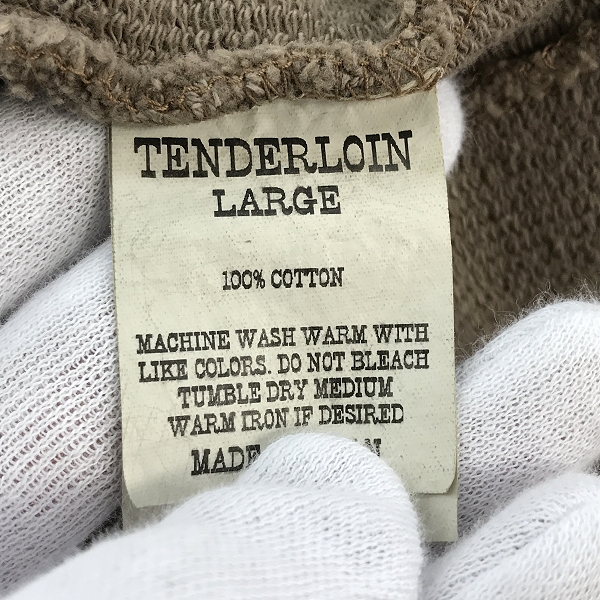 TENDERLOIN
LARGE
100% COTTON
MACHINE WASH WARM WITH
LIKE COLORS. DO NOT BLEACH
TUMBLE DRY MEDIUM
WARM IRON IF DESIRED
MADE